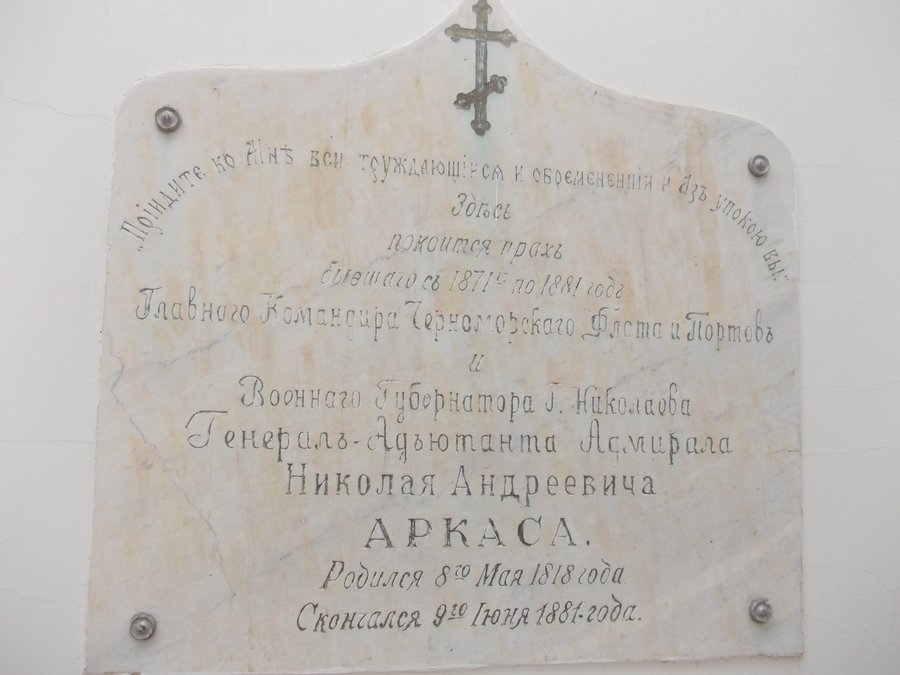 „Пріидите ко Мнѣ вси труждающіися и обремененніи и Азъ упокою вы.“
Здѣсь
покоится прахъ
бывшаго съ 1871го по 1881 годъ
Главного Командира Черноморскаго Флота и Портовъ
и
Военнаго Губернатора Г. Николаева
Генералъ-Адъютанта Адмирала
Николая Андреевича
АРКАСА.
Родился 8го Мая 1818 года
Скончался 9го Іюня 1881 года.